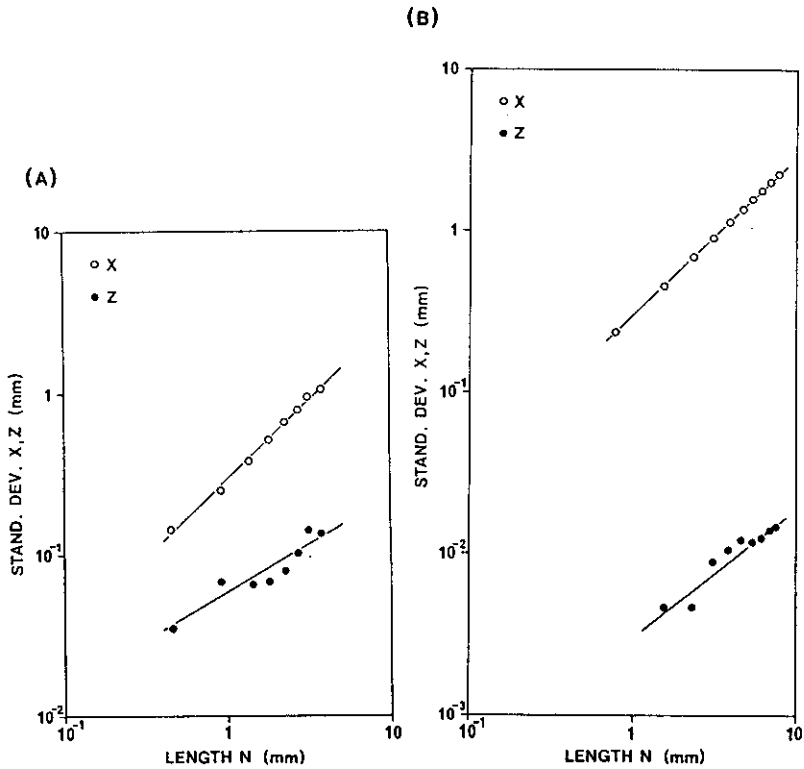 (A)
10
○ X
● Z
1
10⁻¹
10⁻²
STAND. DEV. X,Z (mm)
10⁻¹
1
10
LENGTH N (mm)
(B)
10
○ X
● Z
1
10⁻¹
10⁻²
10⁻³
STAND. DEV. X,Z (mm)
10⁻¹
1
10
LENGTH N (mm)